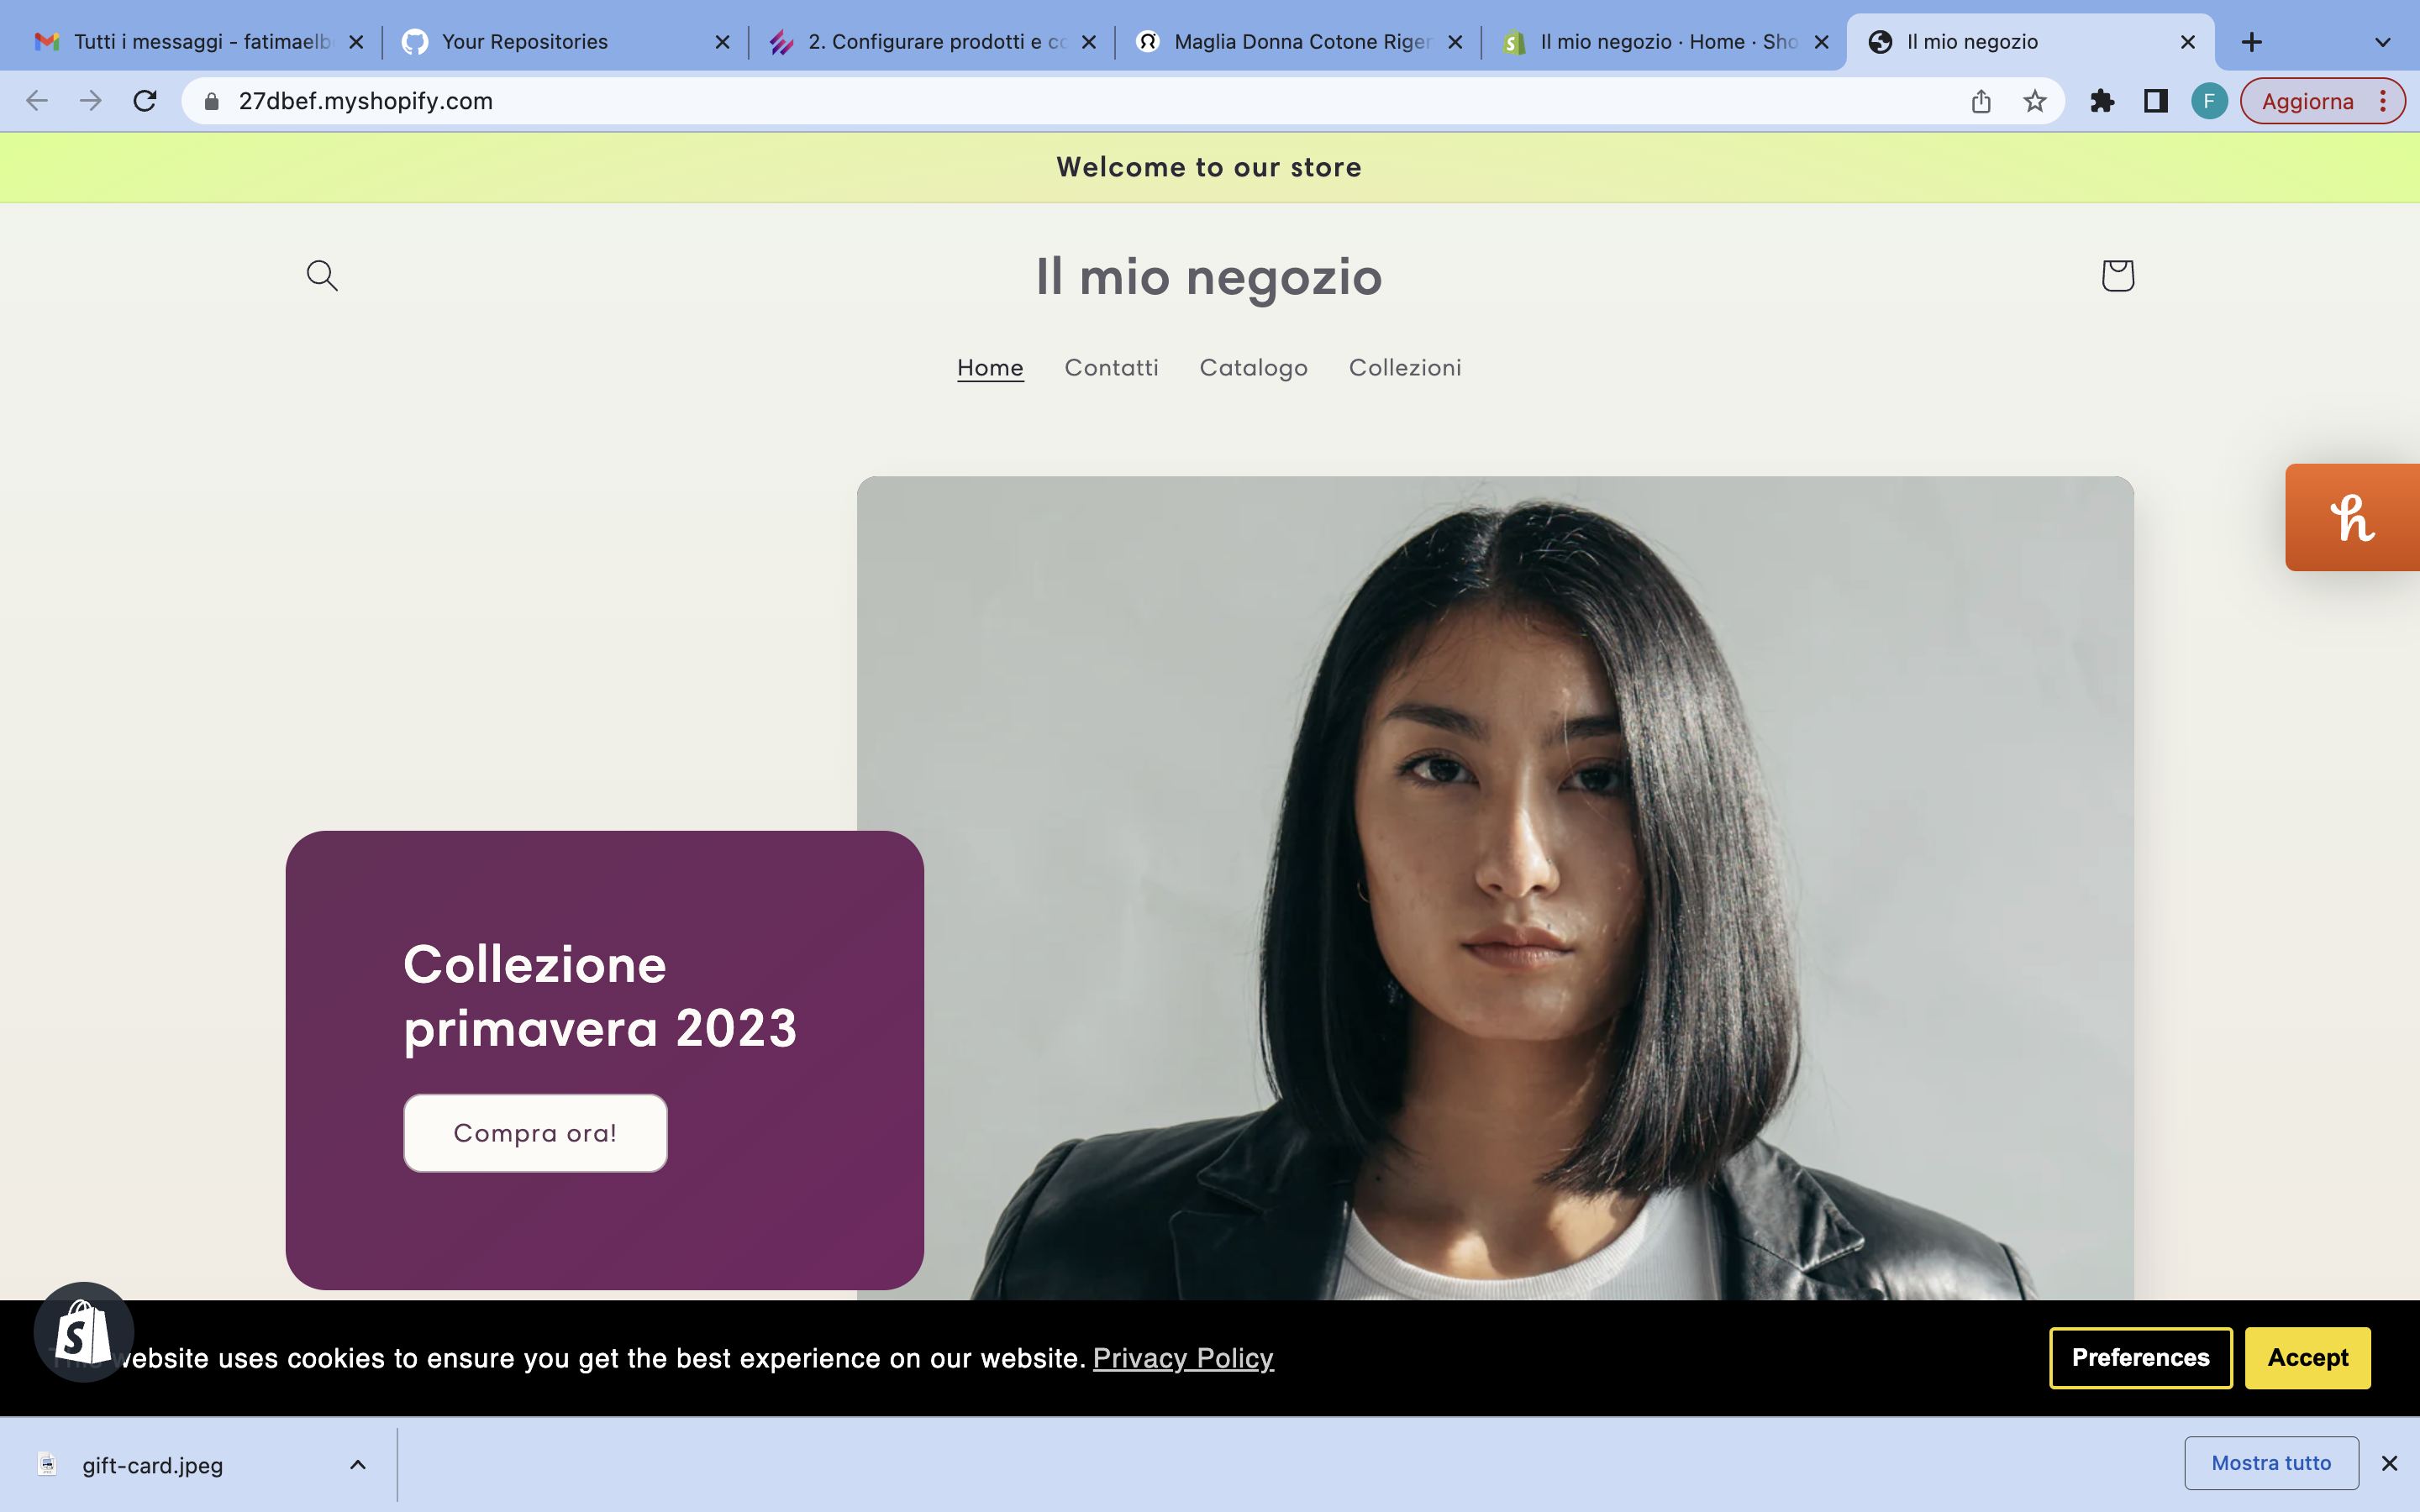 Tutti i messaggi - fatimaelb
Your Repositories
2. Configurare prodotti e co
Maglia Donna Cotone Riger
Il mio negozio · Home · Sho
Il mio negozio
27dbef.myshopify.com
F
Aggiorna
Welcome to our store
Il mio negozio
Home Contatti Catalogo Collezioni
h
Collezione
primavera 2023
Compra ora!
This website uses cookies to ensure you get the best experience on our website. Privacy Policy
Preferences
Accept
gift-card.jpeg
Mostra tutto